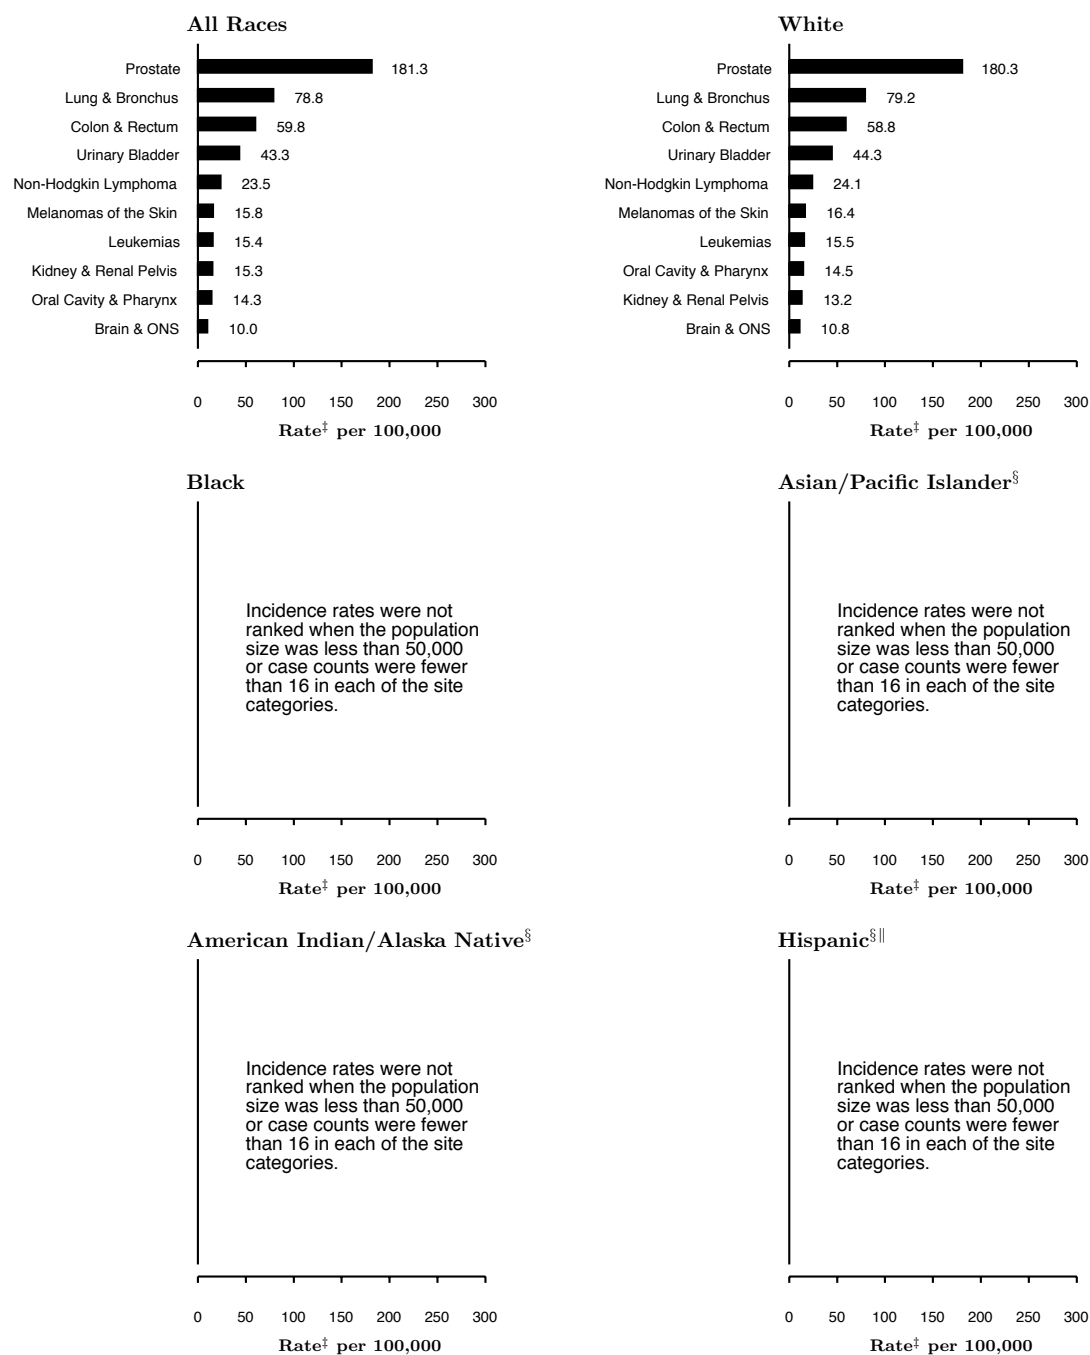 All Races
Prostate 181.3
Lung & Bronchus 78.8
Colon & Rectum 59.8
Urinary Bladder 43.3
Non-Hodgkin Lymphoma 23.5
Melanomas of the Skin 15.8
Leukemias 15.4
Kidney & Renal Pelvis 15.3
Oral Cavity & Pharynx 14.3
Brain & ONS 10.0
0 50 100 150 200 250 300
Rate‡ per 100,000
White
Prostate 180.3
Lung & Bronchus 79.2
Colon & Rectum 58.8
Urinary Bladder 44.3
Non-Hodgkin Lymphoma 24.1
Melanomas of the Skin 16.4
Leukemias 15.5
Oral Cavity & Pharynx 14.5
Kidney & Renal Pelvis 13.2
Brain & ONS 10.8
0 50 100 150 200 250 300
Rate‡ per 100,000
Black
Incidence rates were not
ranked when the population
size was less than 50,000
or case counts were fewer
than 16 in each of the site
categories.
0 50 100 150 200 250 300
Rate‡ per 100,000
Asian/Pacific Islander§
Incidence rates were not
ranked when the population
size was less than 50,000
or case counts were fewer
than 16 in each of the site
categories.
0 50 100 150 200 250 300
Rate‡ per 100,000
American Indian/Alaska Native§
Incidence rates were not
ranked when the population
size was less than 50,000
or case counts were fewer
than 16 in each of the site
categories.
0 50 100 150 200 250 300
Rate‡ per 100,000
Hispanic§‖
Incidence rates were not
ranked when the population
size was less than 50,000
or case counts were fewer
than 16 in each of the site
categories.
0 50 100 150 200 250 300
Rate‡ per 100,000